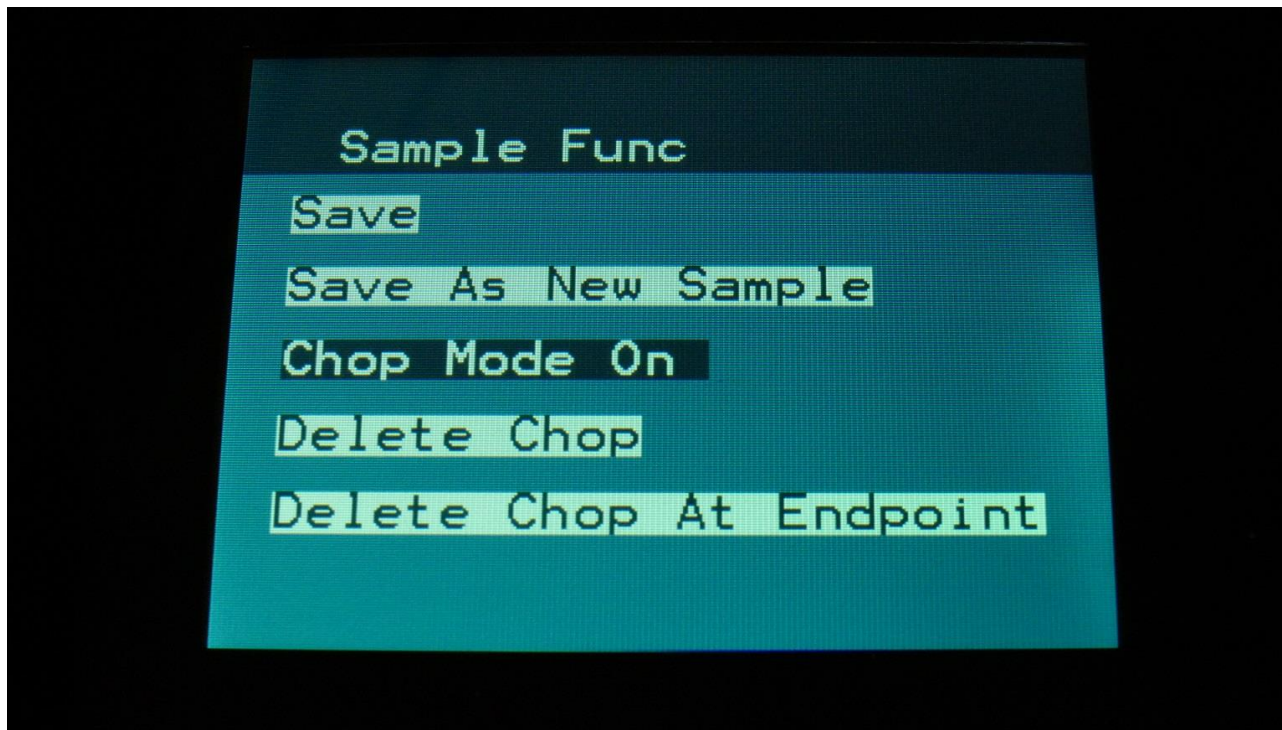 Sample Func
Save
Save As New Sample
Chop Mode On
Delete Chop
Delete Chop At Endpoint